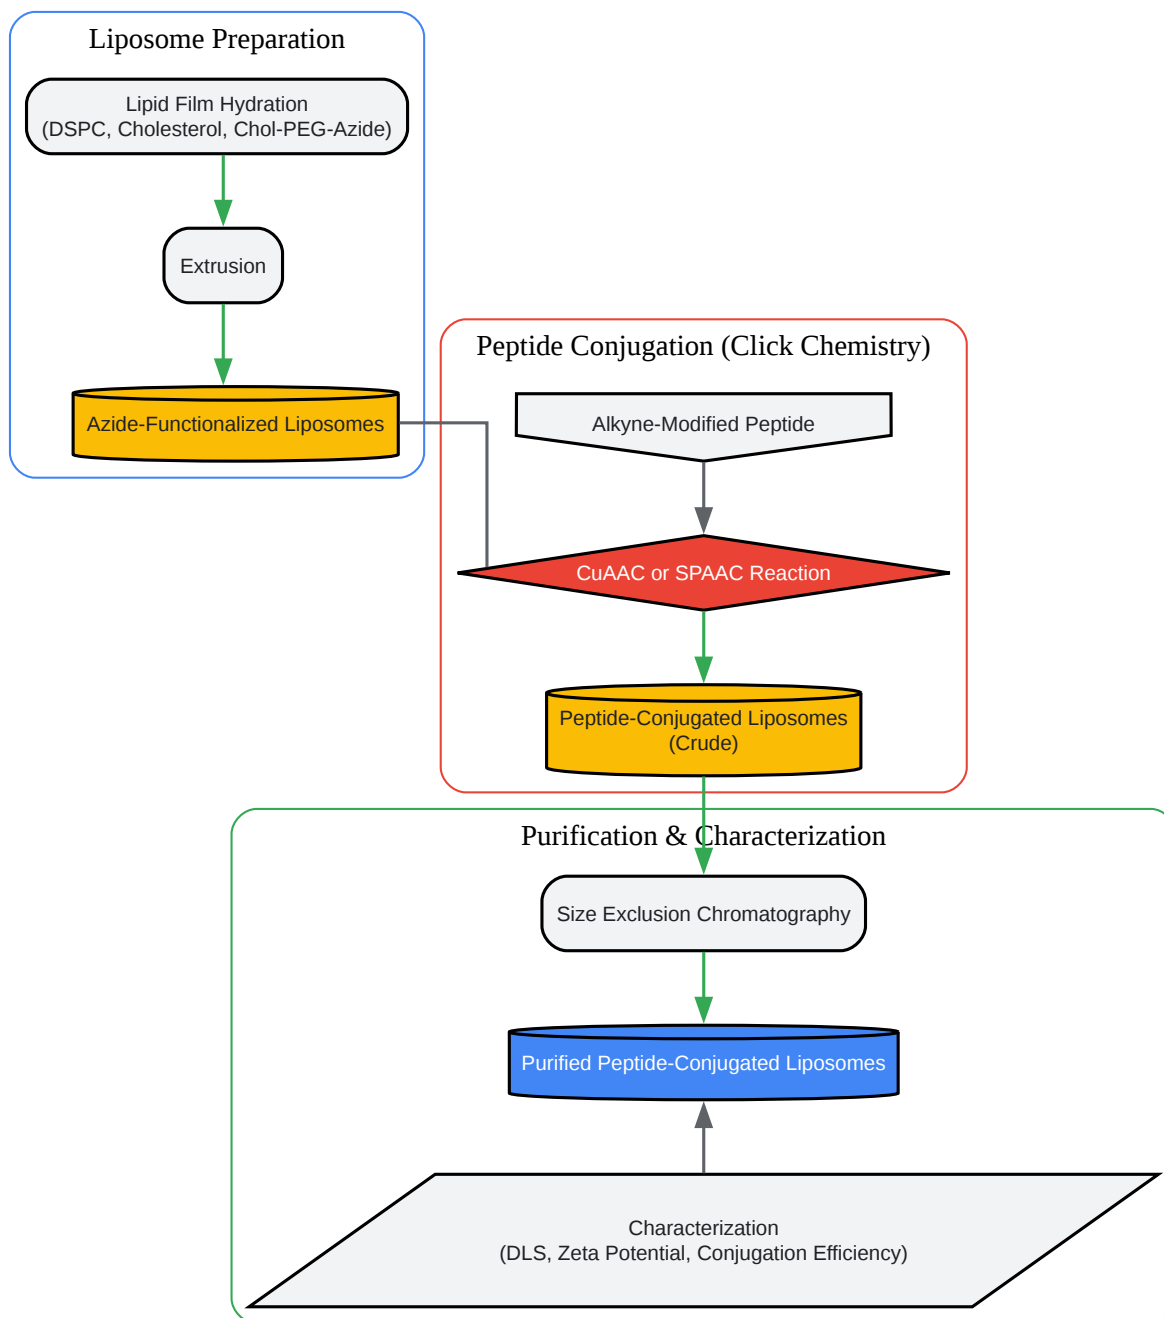 Liposome Preparation
Lipid Film Hydration
(DSPC, Cholesterol, Chol-PEG-Azide)
Extrusion
Azide-Functionalized Liposomes
Peptide Conjugation (Click Chemistry)
Alkyne-Modified Peptide
CuAAC or SPAAC Reaction
Peptide-Conjugated Liposomes
(Crude)
Purification & Characterization
Size Exclusion Chromatography
Purified Peptide-Conjugated Liposomes
Characterization
(DLS, Zeta Potential, Conjugation Efficiency)